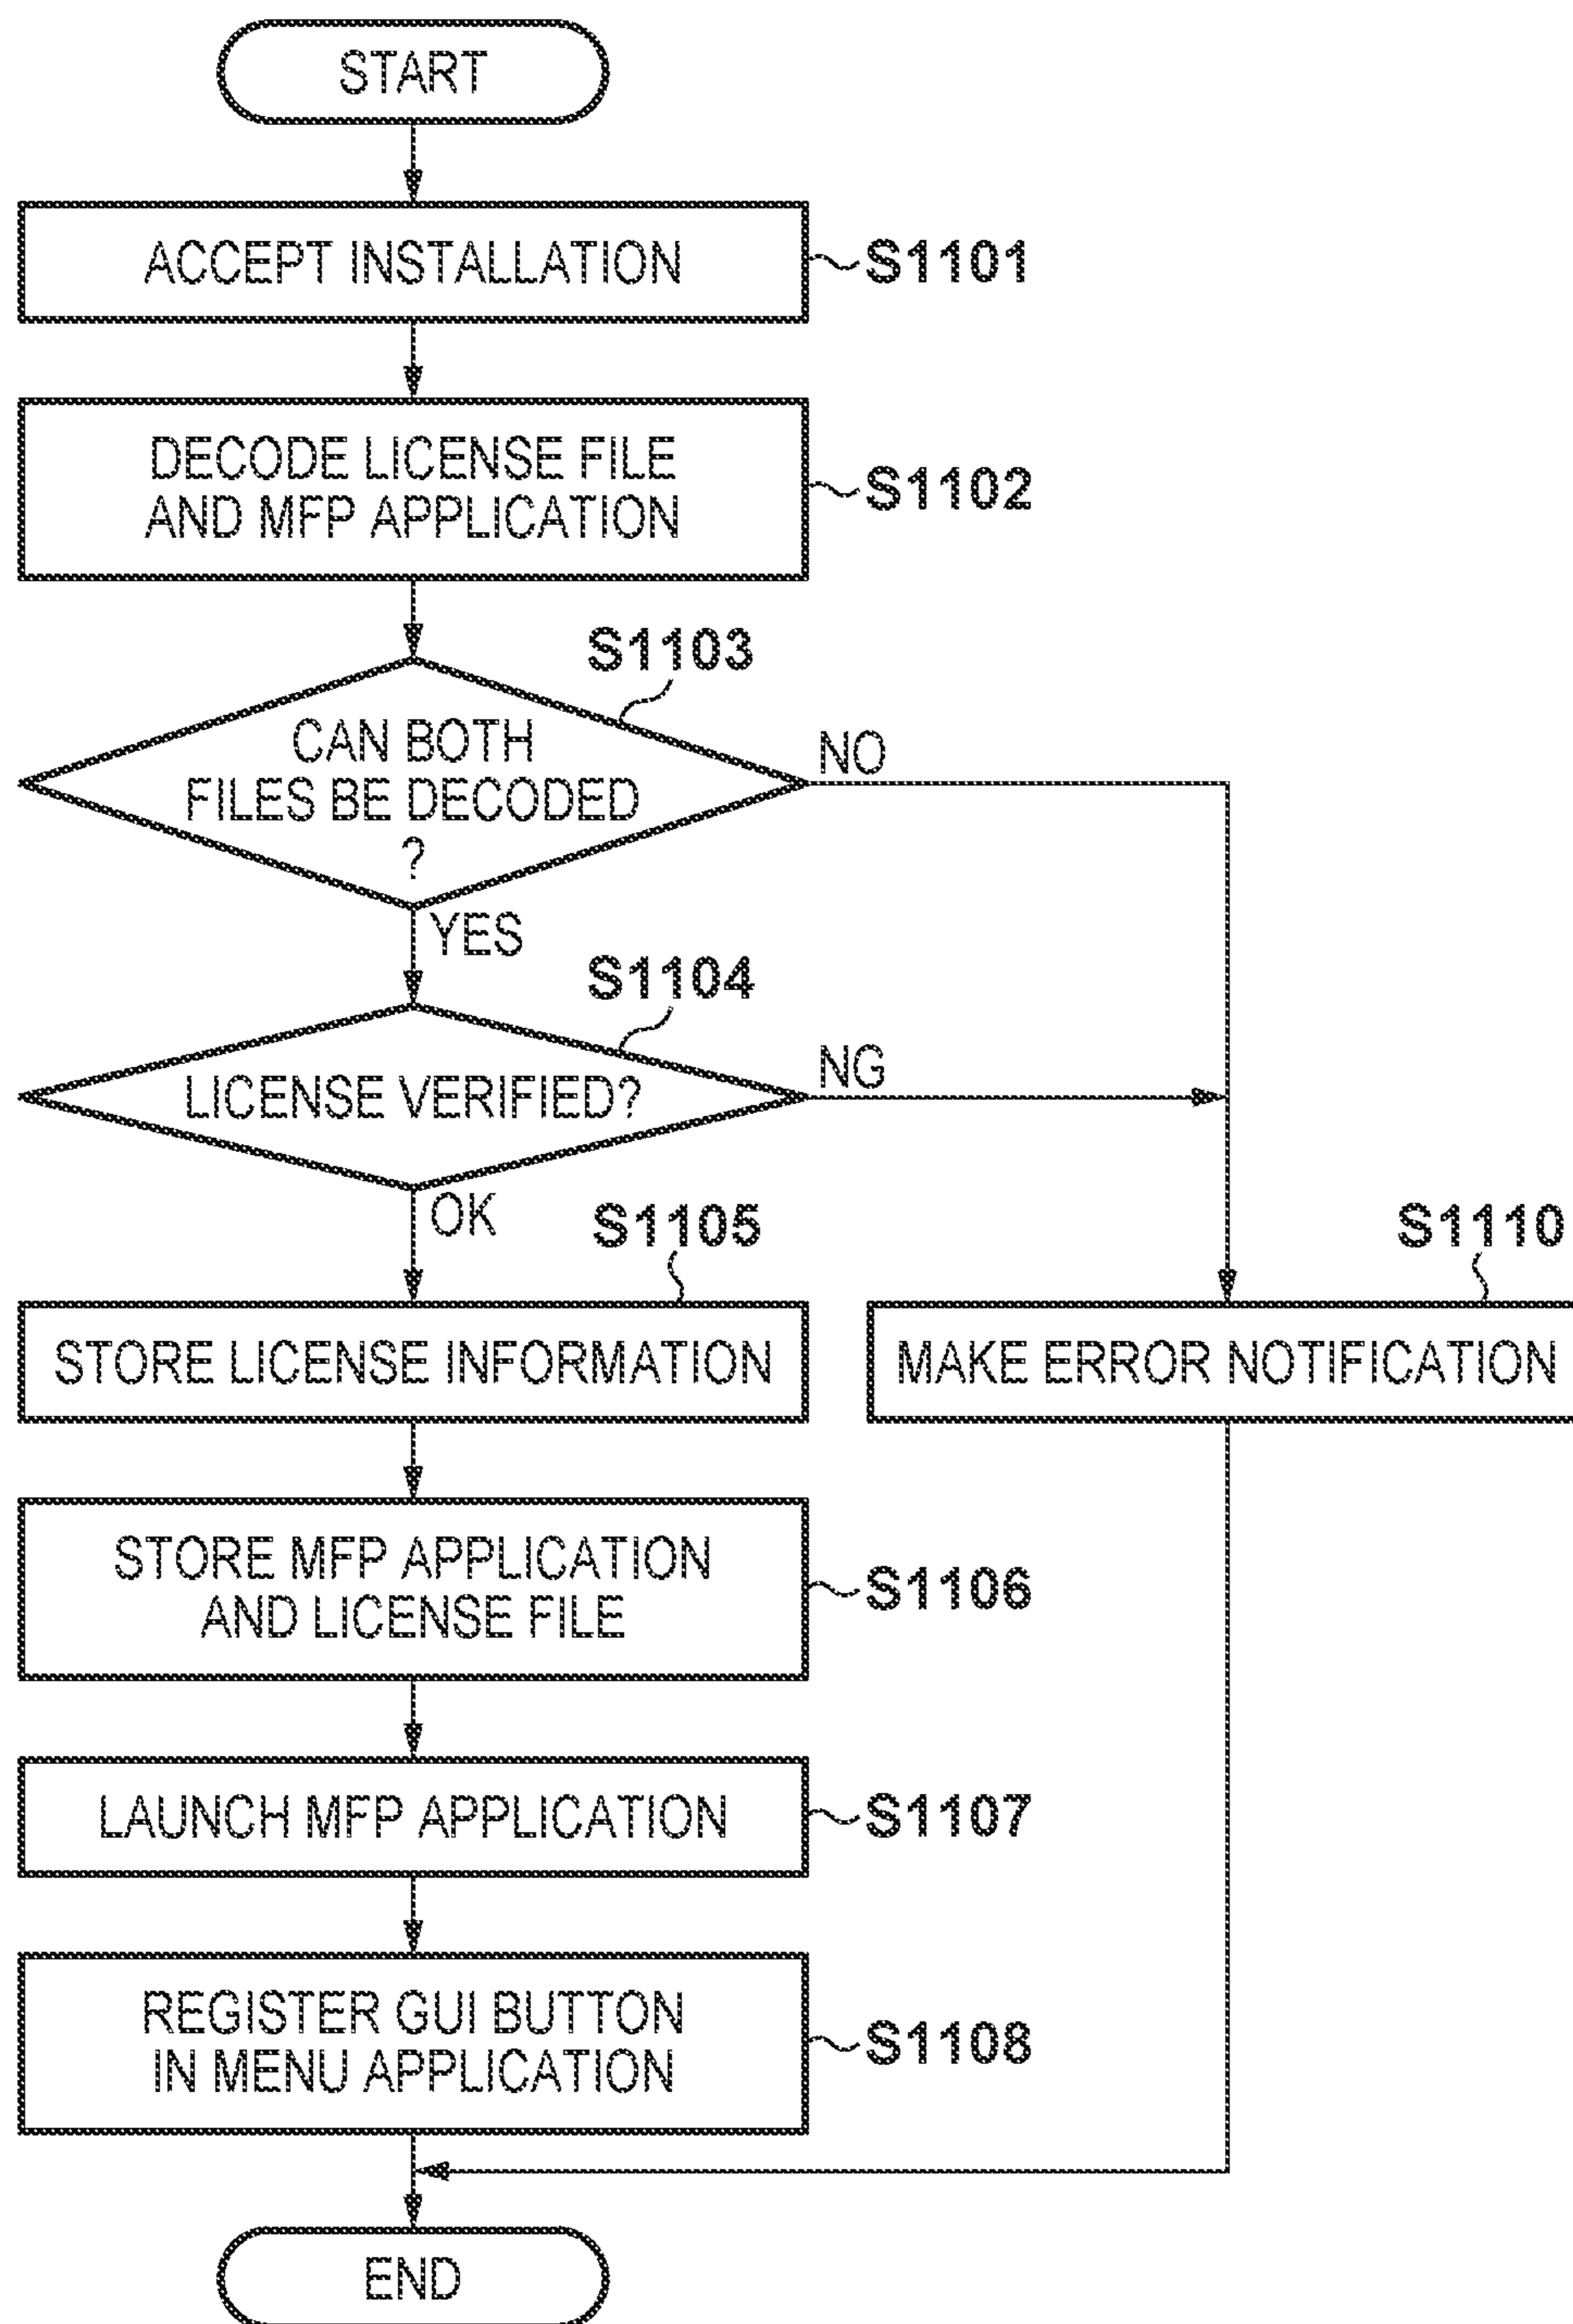 START
ACCEPT INSTALLATION
S1101
DECODE LICENSE FILE
AND MFP APPLICATION
S1102
S1103
CAN BOTH
FILES BE DECODED
?
NO
YES
S1104
LICENSE VERIFIED?
NG
OK
S1105
S1110
STORE LICENSE INFORMATION
MAKE ERROR NOTIFICATION
STORE MFP APPLICATION
AND LICENSE FILE
S1106
LAUNCH MFP APPLICATION
S1107
REGISTER GUI BUTTON
IN MENU APPLICATION
S1108
END